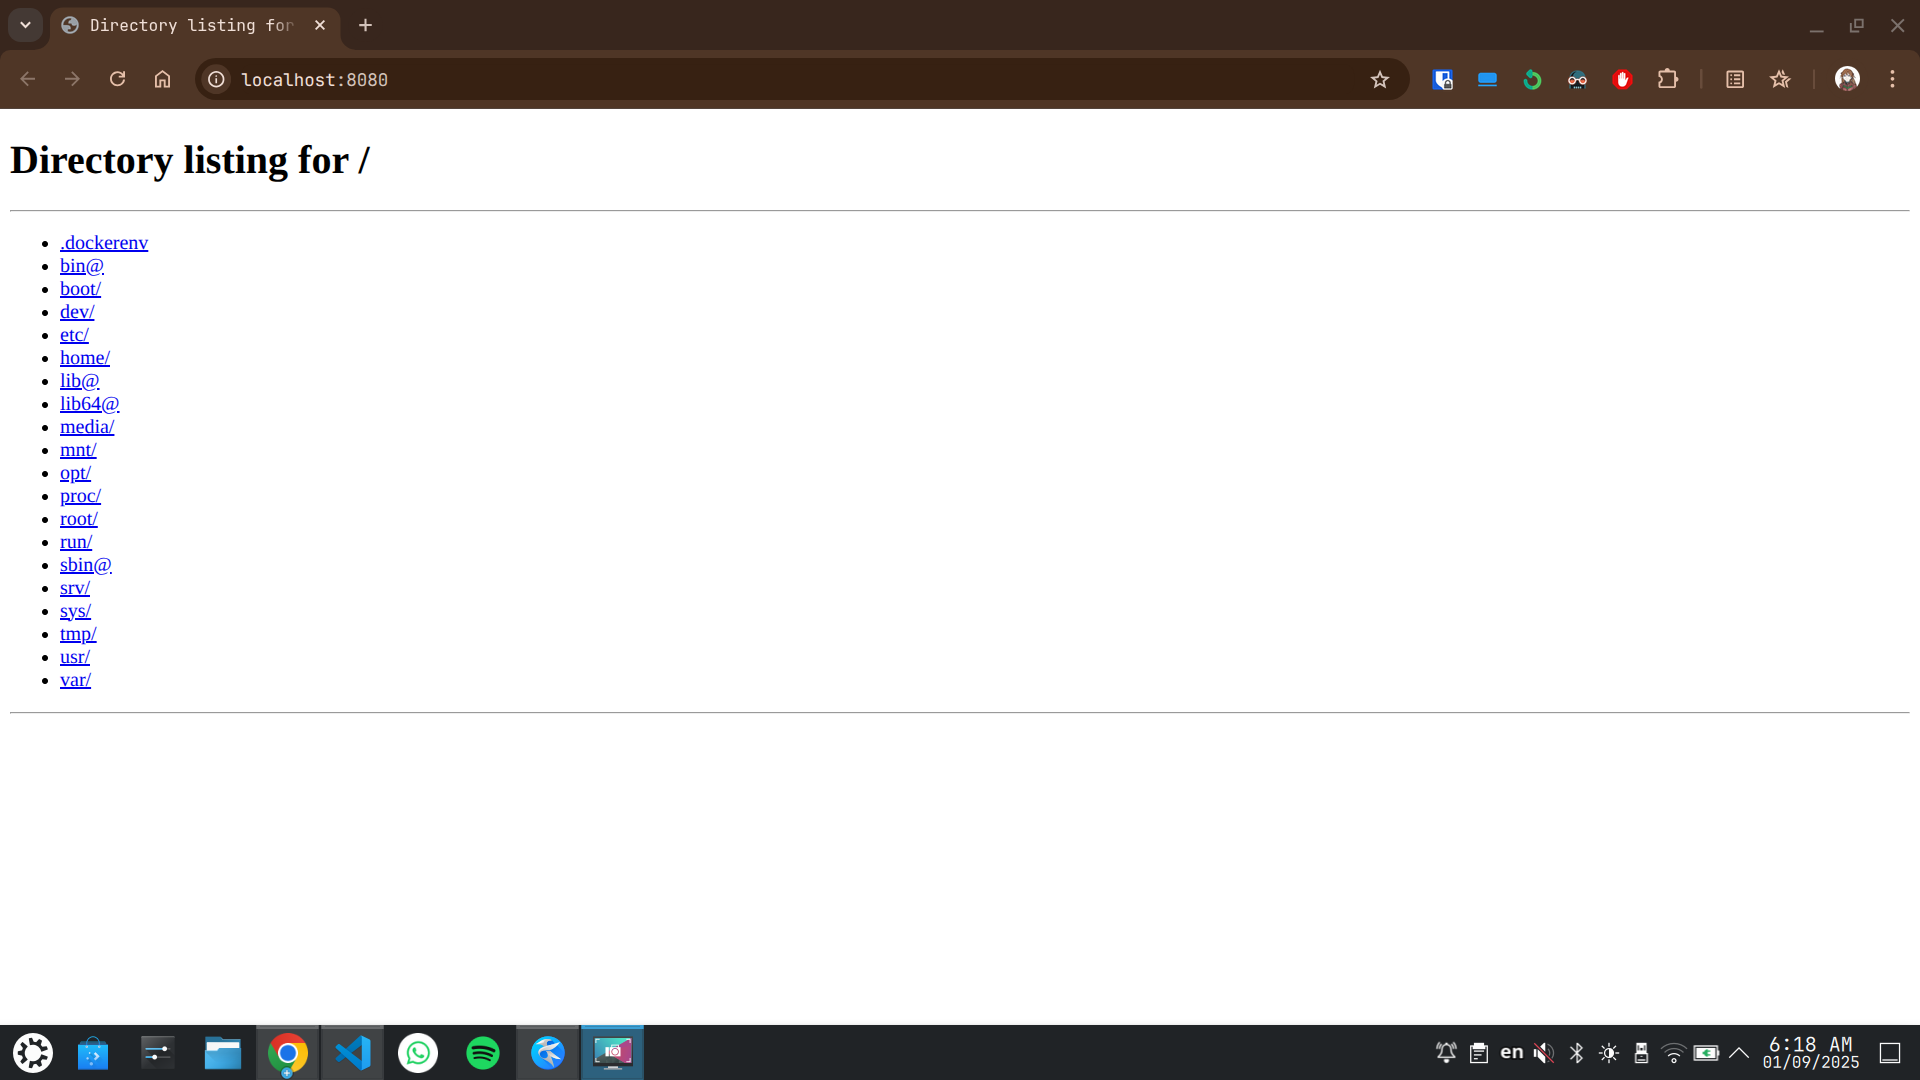 Directory listing for
localhost:8080
Directory listing for /
.dockerenv
bin@
boot/
dev/
etc/
home/
lib@
lib64@
media/
mnt/
opt/
proc/
root/
run/
sbin@
srv/
sys/
tmp/
usr/
var/
en
6:18 AM
01/09/2025